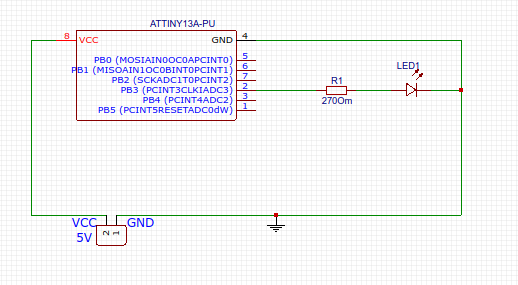 ATTINY13A-PU
8 VCC GND 4
PB0 (MOSIAIN0OC0APCINT0) 5
PB1 (MISOAIN1OC0BINT0PCINT1) 6
PB2 (SCKADC1T0PCINT2) 7
PB3 (PCINT3CLKIADC3) 2
PB4 (PCINT4ADC2) 3
PB5 (PCINT5RESETADC0dW) 1
R1
270Om
LED1
VCC GND
5V
2 1